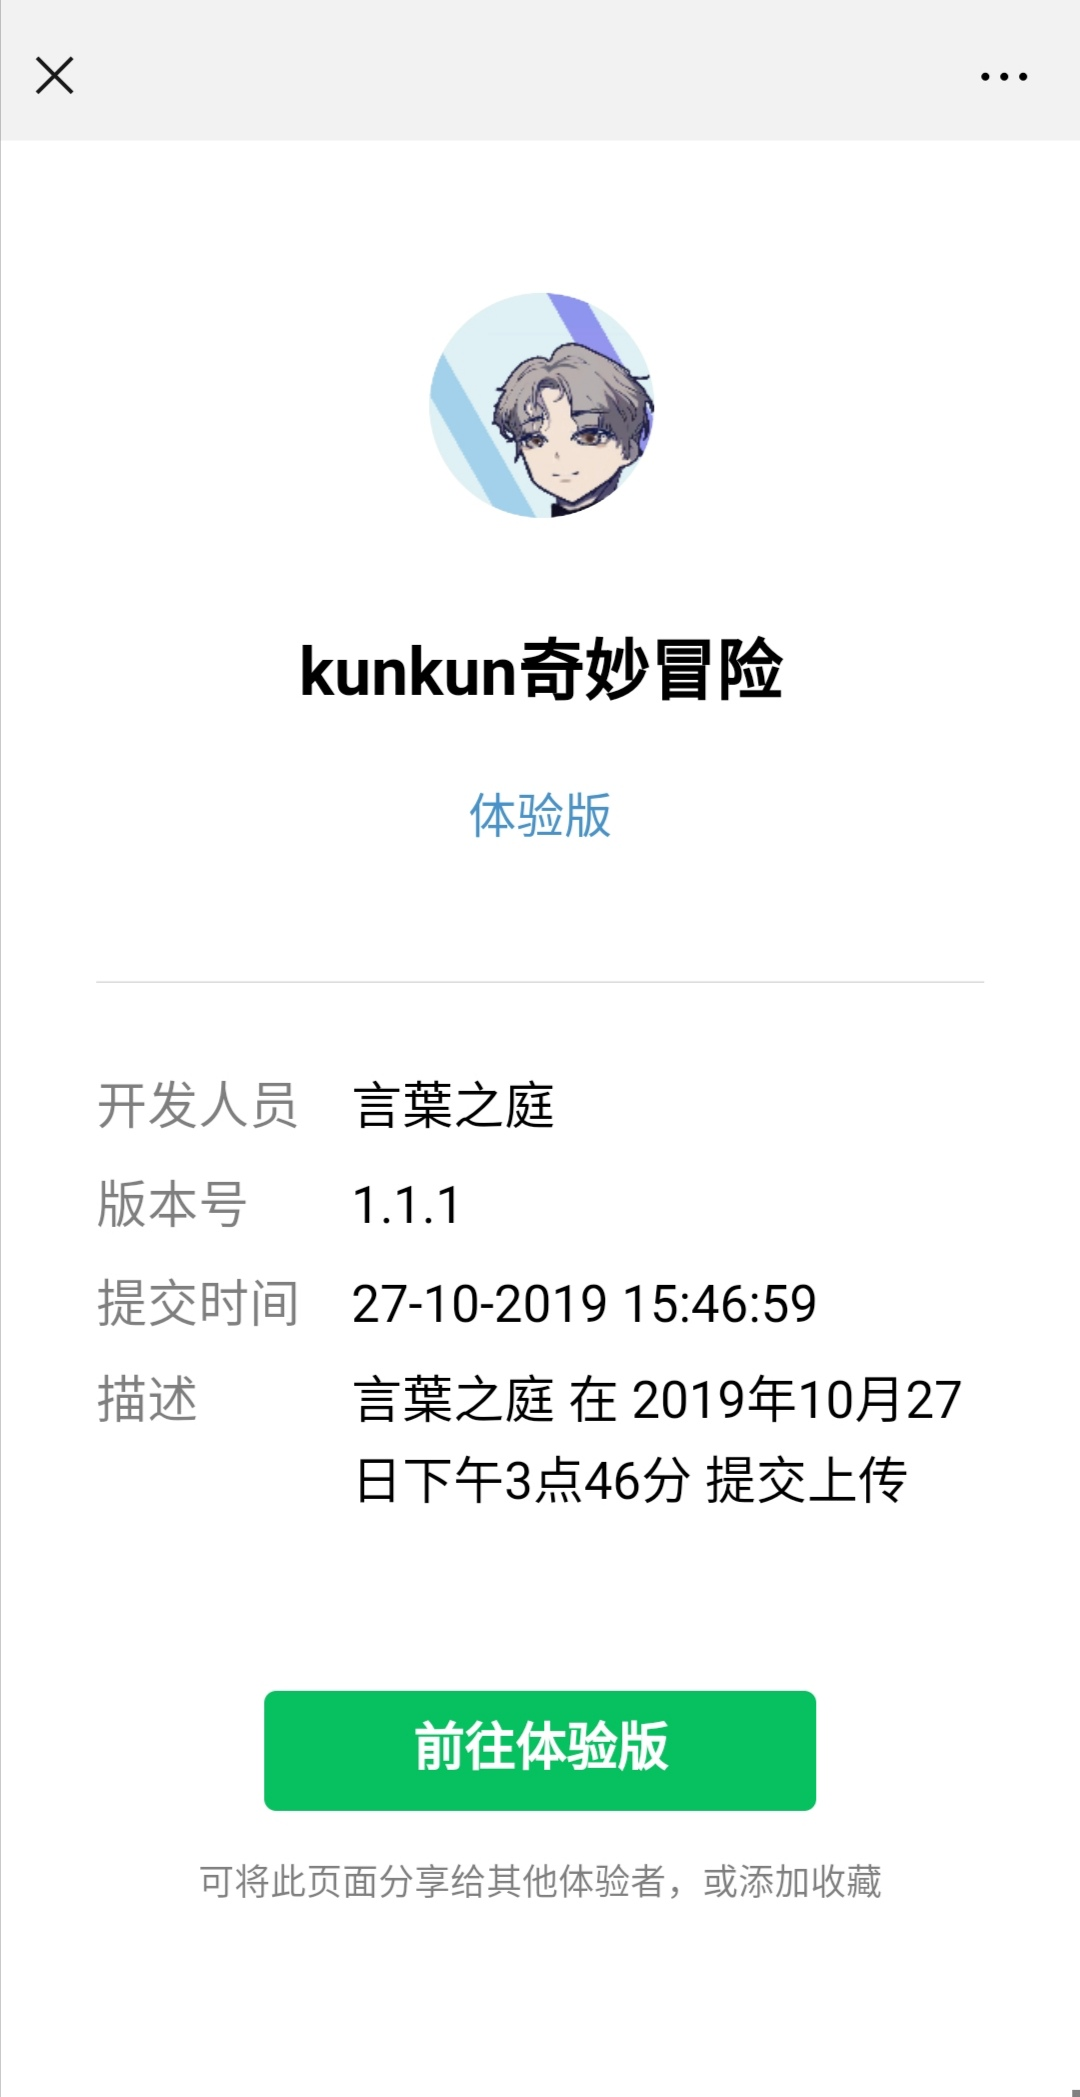 kunkun奇妙冒险
体验版
开发人员 言葉之庭
版本号 1.1.1
提交时间 27-10-2019 15:46:59
描述 言葉之庭 在 2019年10月27
日下午3点46分 提交上传
前往体验版
可将此页面分享给其他体验者，或添加收藏